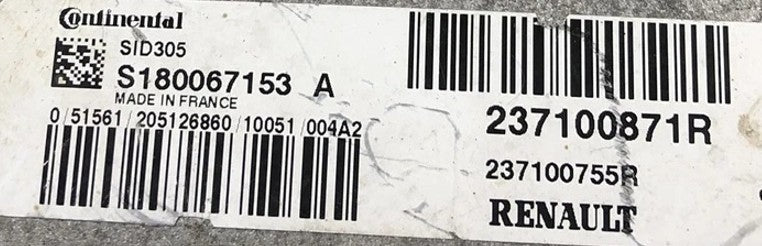 Continental
SID305
S180067153 A
MADE IN FRANCE
0/51561/205126860/10051/004A2
237100871R
237100755R
RENAULT